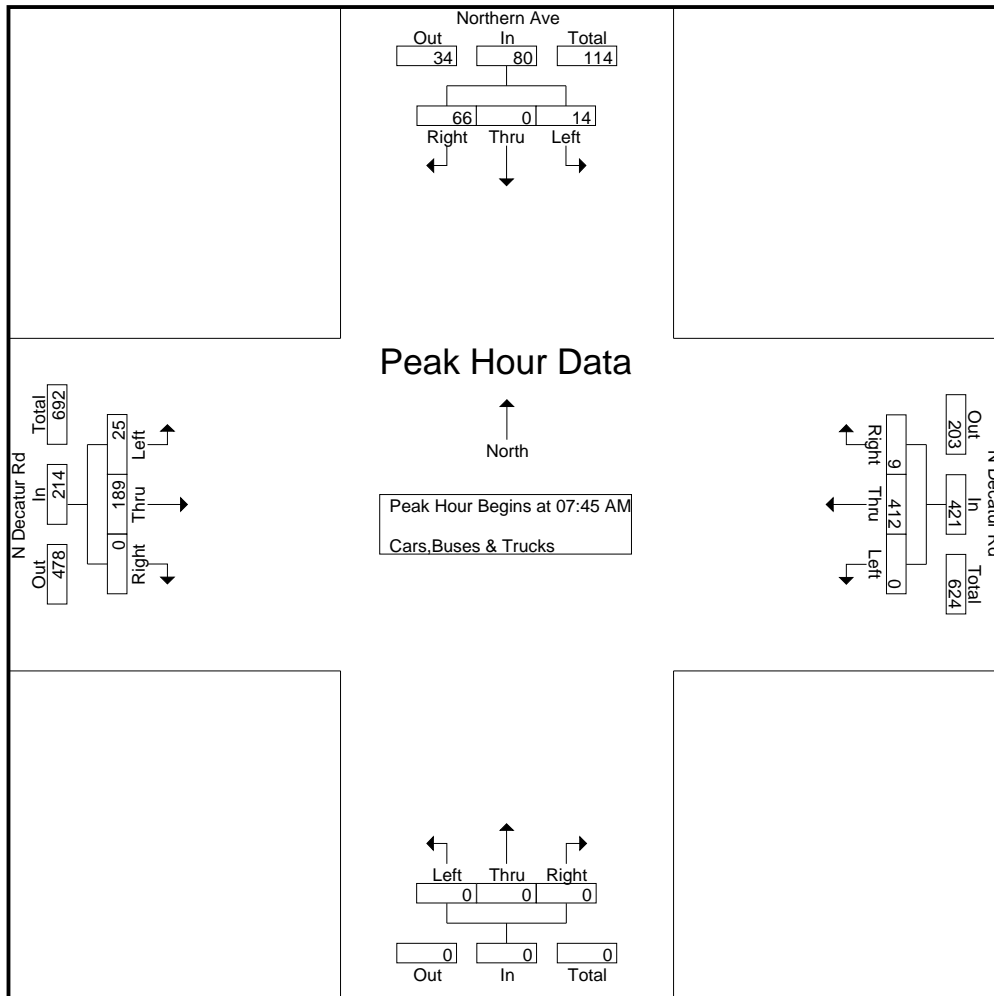 Northern Ave
Out In Total
34 80 114
66 0 14
Right Thru Left
Peak Hour Data
North
Peak Hour Begins at 07:45 AM
Cars,Buses & Trucks
N Decatur Rd
Out In Total
478 214 692
25 189 0
Left Thru Right
N Decatur Rd
Out In Total
203 421 624
9 412 0
Right Thru Left
Left Thru Right
0 0 0
0 0 0
Out In Total